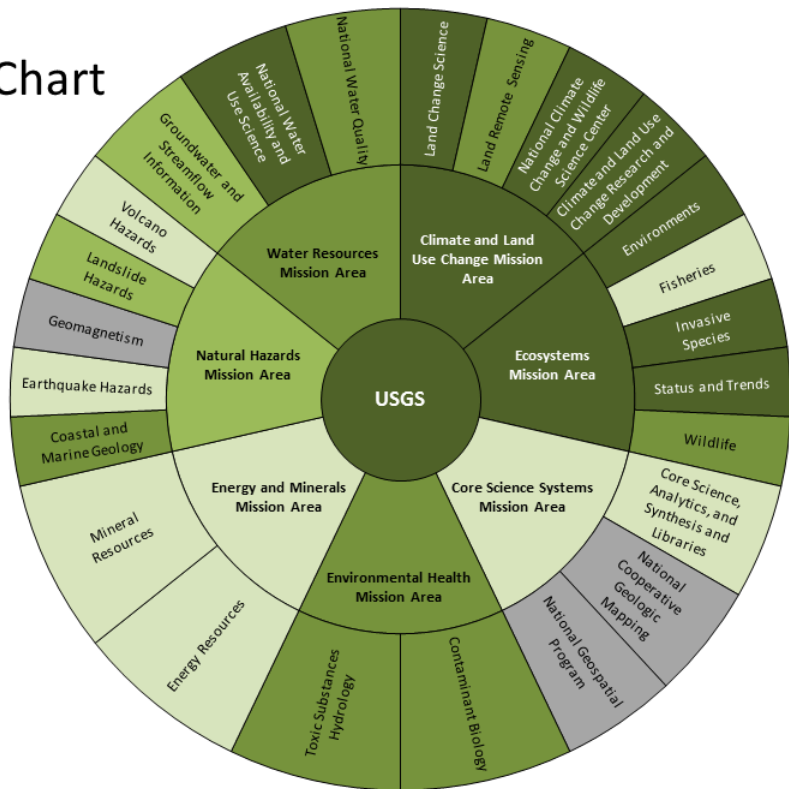 Chart
National Water Quality
Land Change Science
Land Remote Sensing
National Climate
Change and Wildlife
Science Center
Climate and Land Use
Change Research and
Development
Environments
Fisheries
Invasive
Species
Status and Trends
Wildlife
Core Science,
Analytics, and
Synthesis and
Libraries
National
Cooperative
Geologic
Mapping
National Geospatial
Program
Contaminant Biology
Toxic Substances
Hydrology
Energy Resources
Mineral
Resources
Coastal and
Marine Geology
Earthquake Hazards
Geomagnetism
Landslide
Hazards
Volcano
Hazards
Groundwater and
Streamflow
Information
National Water
Availability and
Use Science
Water Resources
Mission Area
Climate and Land
Use Change Mission
Area
Ecosystems
Mission Area
Core Science Systems
Mission Area
Environmental Health
Mission Area
Energy and Minerals
Mission Area
Natural Hazards
Mission Area
USGS